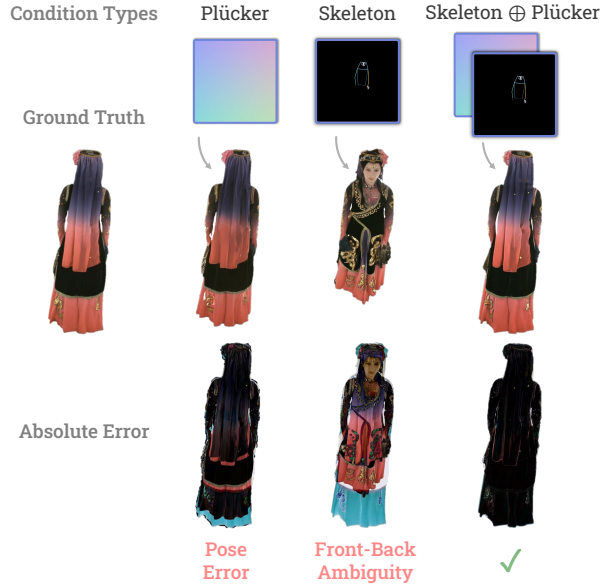 Condition Types
Plücker
Skeleton
Skeleton ⊕ Plücker
Ground Truth
Absolute Error
Pose
Error
Front-Back
Ambiguity
✓